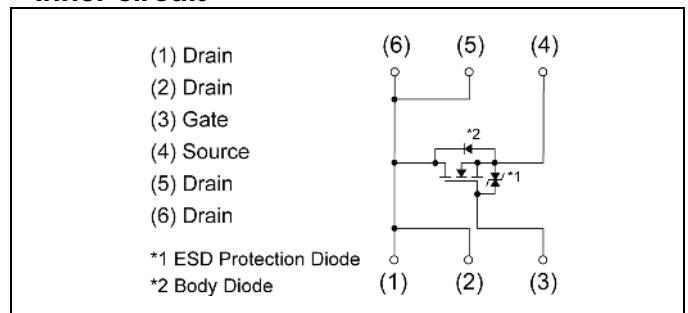 Inner circuit
(1) Drain
(2) Drain
(3) Gate
(4) Source
(5) Drain
(6) Drain
*1 ESD Protection Diode
*2 Body Diode
(6) (5) (4)
*2
*1
(1) (2) (3)